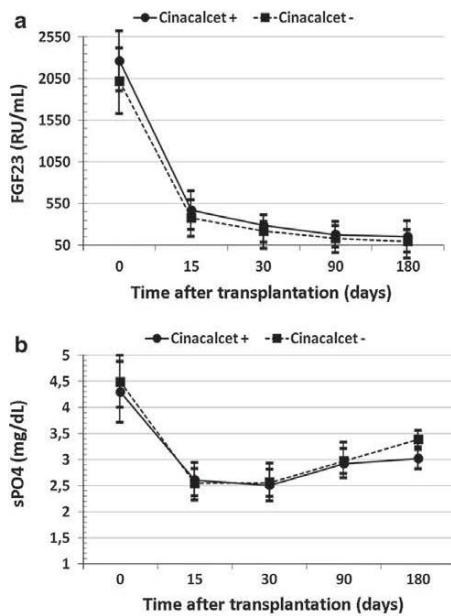 a
Cinacalcet + Cinacalcet -
2550
2050
1550
1050
550
50
FGF23 (RU/mL)
0 15 30 90 180
Time after transplantation (days)
b
Cinacalcet + Cinacalcet -
5
4,5
4
3,5
3
2,5
2
1,5
1
sPO4 (mg/dL)
0 15 30 90 180
Time after transplantation (days)